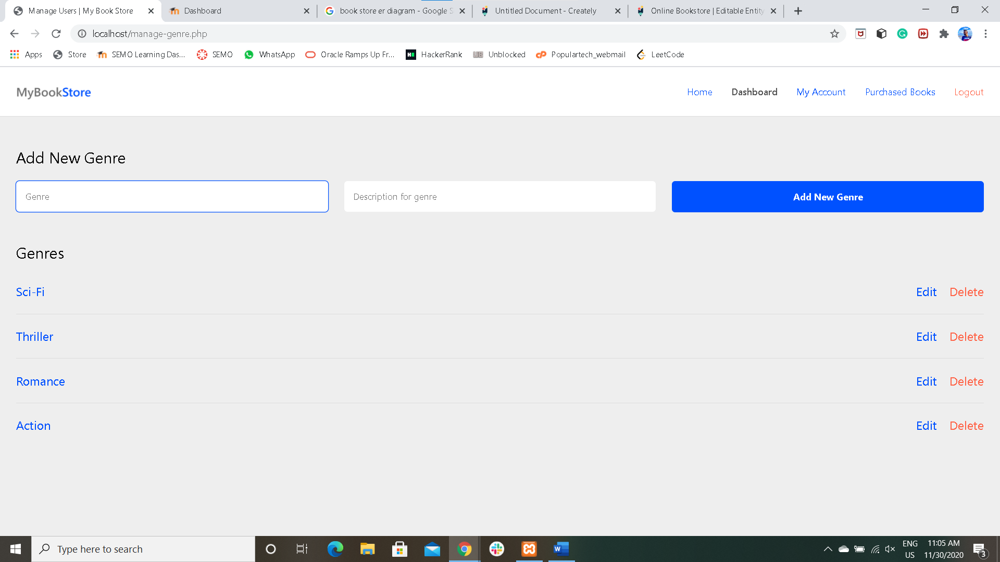 Manage Users | My Book Store
Dashboard
book store er diagram - Google S
Untitled Document - Creately
Online Bookstore | Editable Entity
localhost/manage-genre.php
Apps
Store
SEMO Learning Das...
SEMO
WhatsApp
Oracle Ramps Up Fr...
HackerRank
Unblocked
Populartech_webmail
LeetCode
MyBookStore
Home
Dashboard
My Account
Purchased Books
Logout
Add New Genre
Genre
Description for genre
Add New Genre
Genres
Sci-Fi
Edit
Delete
Thriller
Edit
Delete
Romance
Edit
Delete
Action
Edit
Delete
Type here to search
ENG
US
11:05 AM
11/30/2020
3